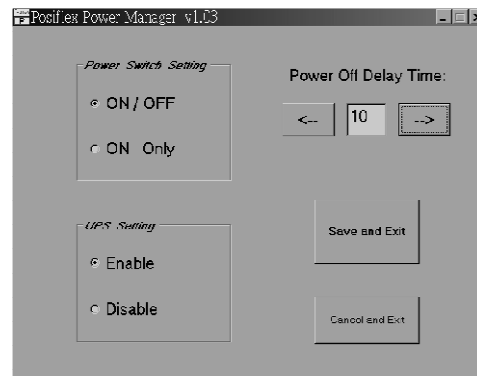 Posiflex Power Manager v1.03
Power Switch Setting
ON / OFF
ON Only
Power Off Delay Time:
<-- 10 -->
UPS Setting
Enable
Disable
Save and Exit
Cancel and Exit